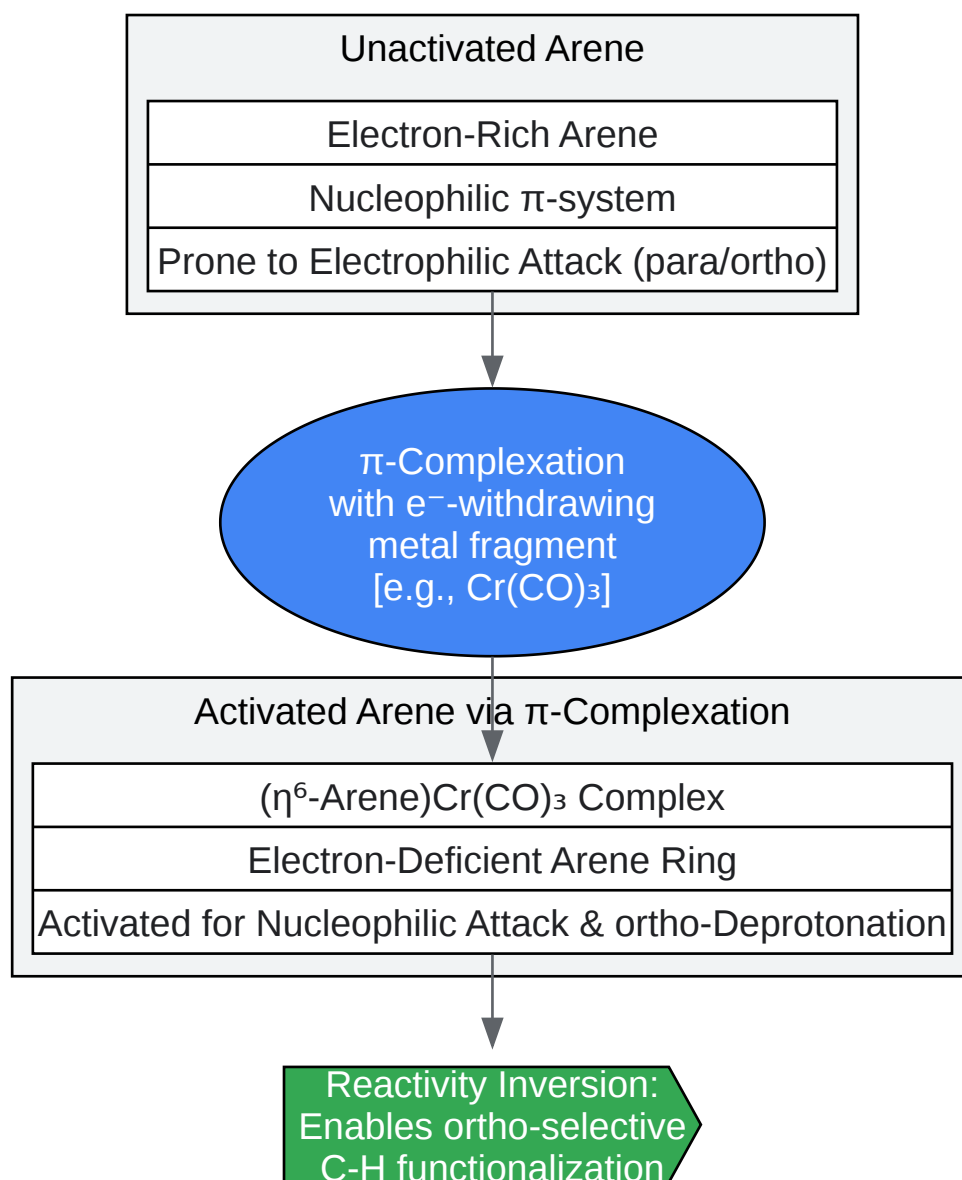 Unactivated Arene
Electron-Rich Arene
Nucleophilic π-system
Prone to Electrophilic Attack (para/ortho)
π-Complexation
with e⁻-withdrawing
metal fragment
[e.g., Cr(CO)₃]
Activated Arene via π-Complexation
(η⁶-Arene)Cr(CO)₃ Complex
Electron-Deficient Arene Ring
Activated for Nucleophilic Attack & ortho-Deprotonation
Reactivity Inversion:
Enables ortho-selective
C-H functionalization